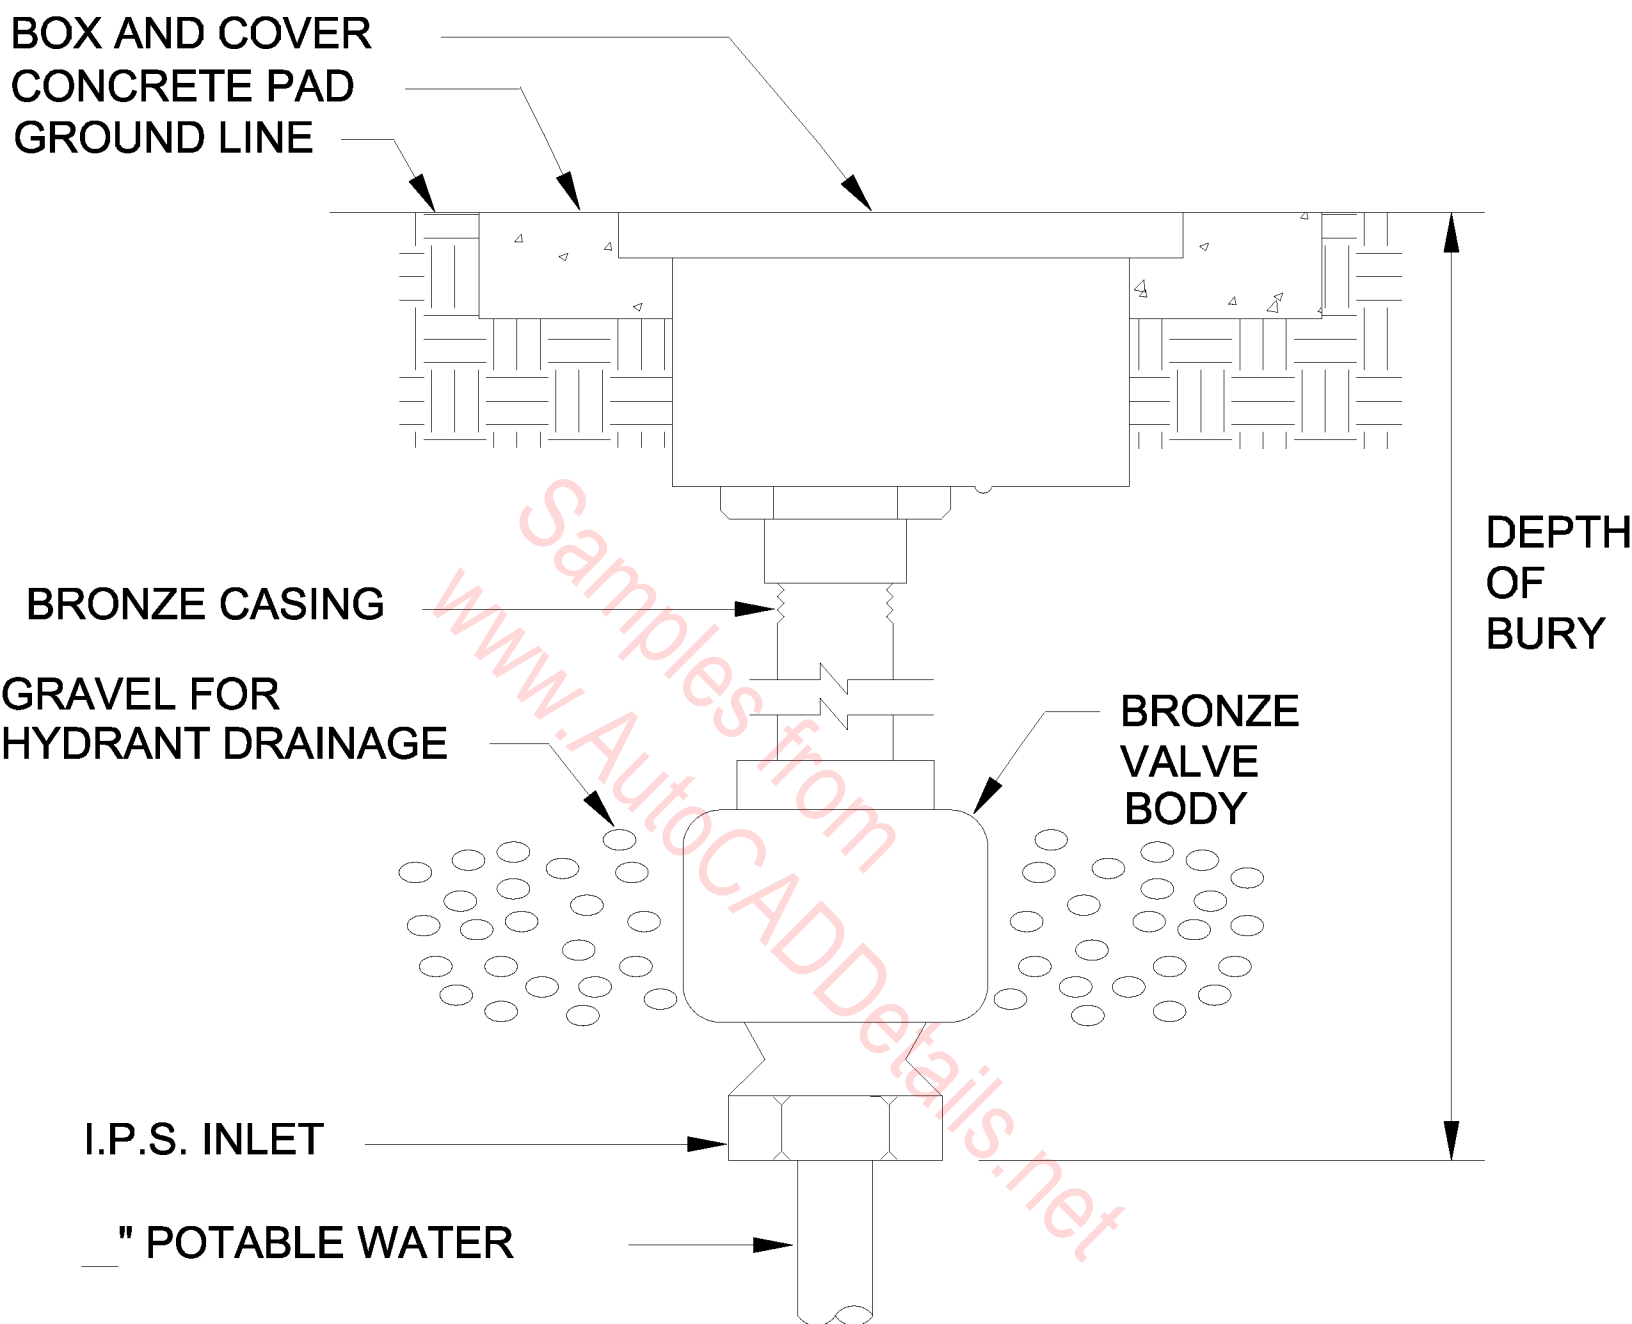 BOX AND COVER
CONCRETE PAD
GROUND LINE
DEPTH
OF
BURY
BRONZE CASING
GRAVEL FOR
HYDRANT DRAINAGE
BRONZE
VALVE
BODY
I.P.S. INLET
__" POTABLE WATER
Samples from
www.AutoCADDetails.net